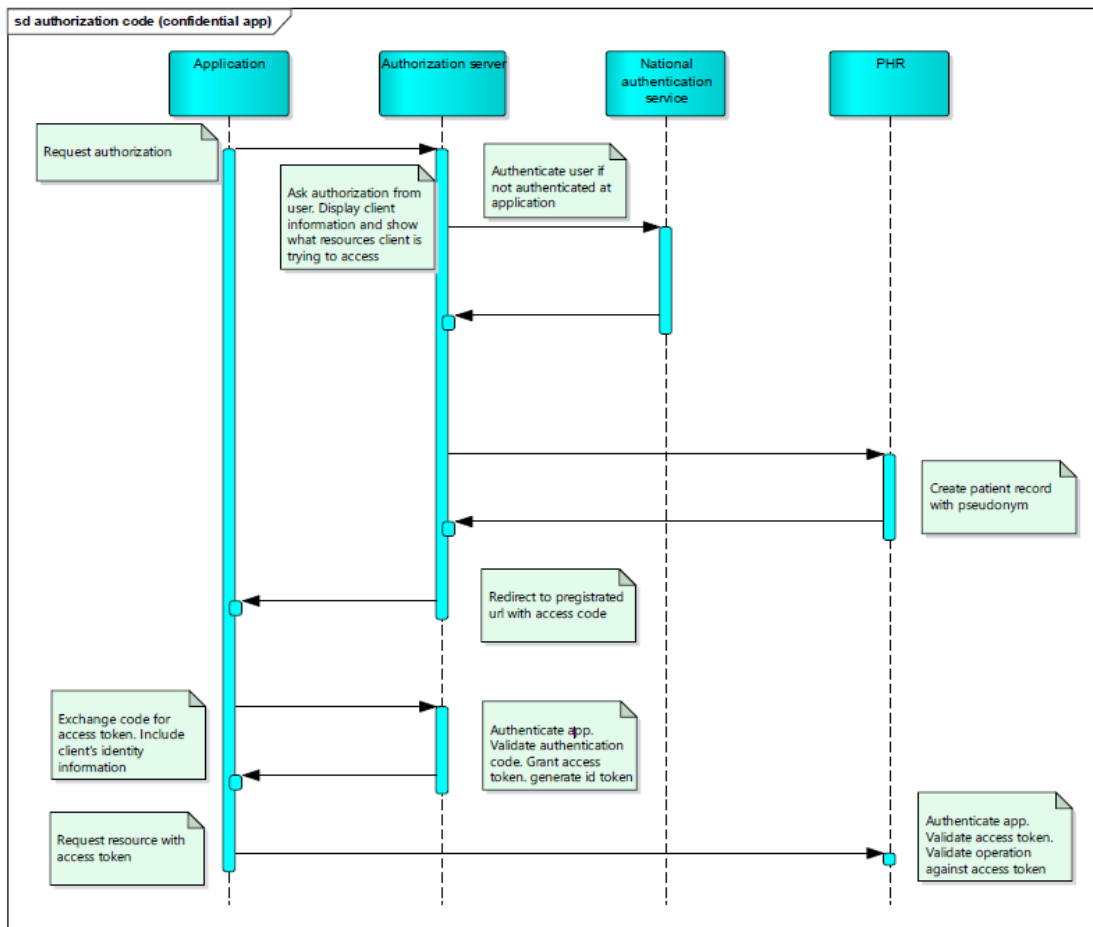 sd authorization code (confidential app)
Application
Authorization server
National
authentication
service
PHR
Request authorization
Ask authorization from
user. Display client
information and show
what resources client is
trying to access
Authenticate user if
not authenticated at
application
Create patient record
with pseudonym
Redirect to pregistrated
url with access code
Exchange code for
access token. Include
client's identity
information
Authenticate app.
Validate authentication
code. Grant access
token. generate id token
Request resource with
access token
Authenticate app.
Validate access token.
Validate operation
against access token